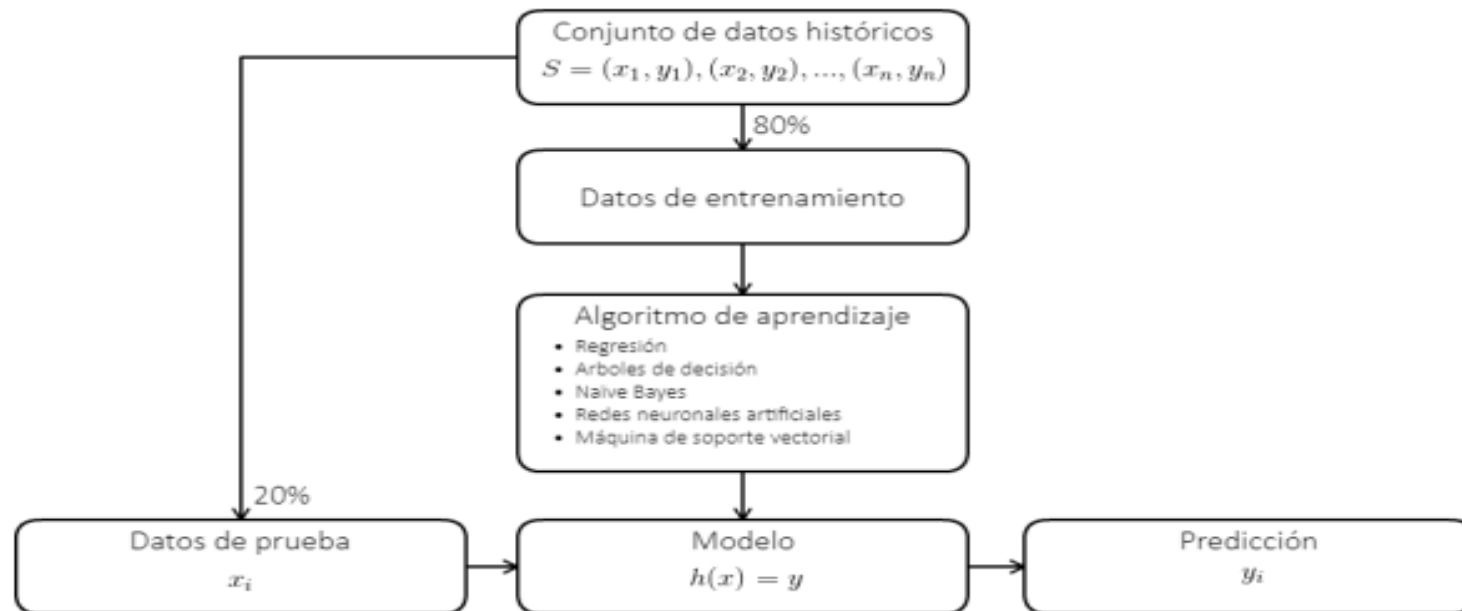 Conjunto de datos históricos
S = (x₁, y₁), (x₂, y₂), ..., (xₙ, yₙ)
80%
Datos de entrenamiento
Algoritmo de aprendizaje
• Regresión
• Arboles de decisión
• Naïve Bayes
• Redes neuronales artificiales
• Máquina de soporte vectorial
20%
Datos de prueba
xᵢ
Modelo
h(x) = y
Predicción
yᵢ